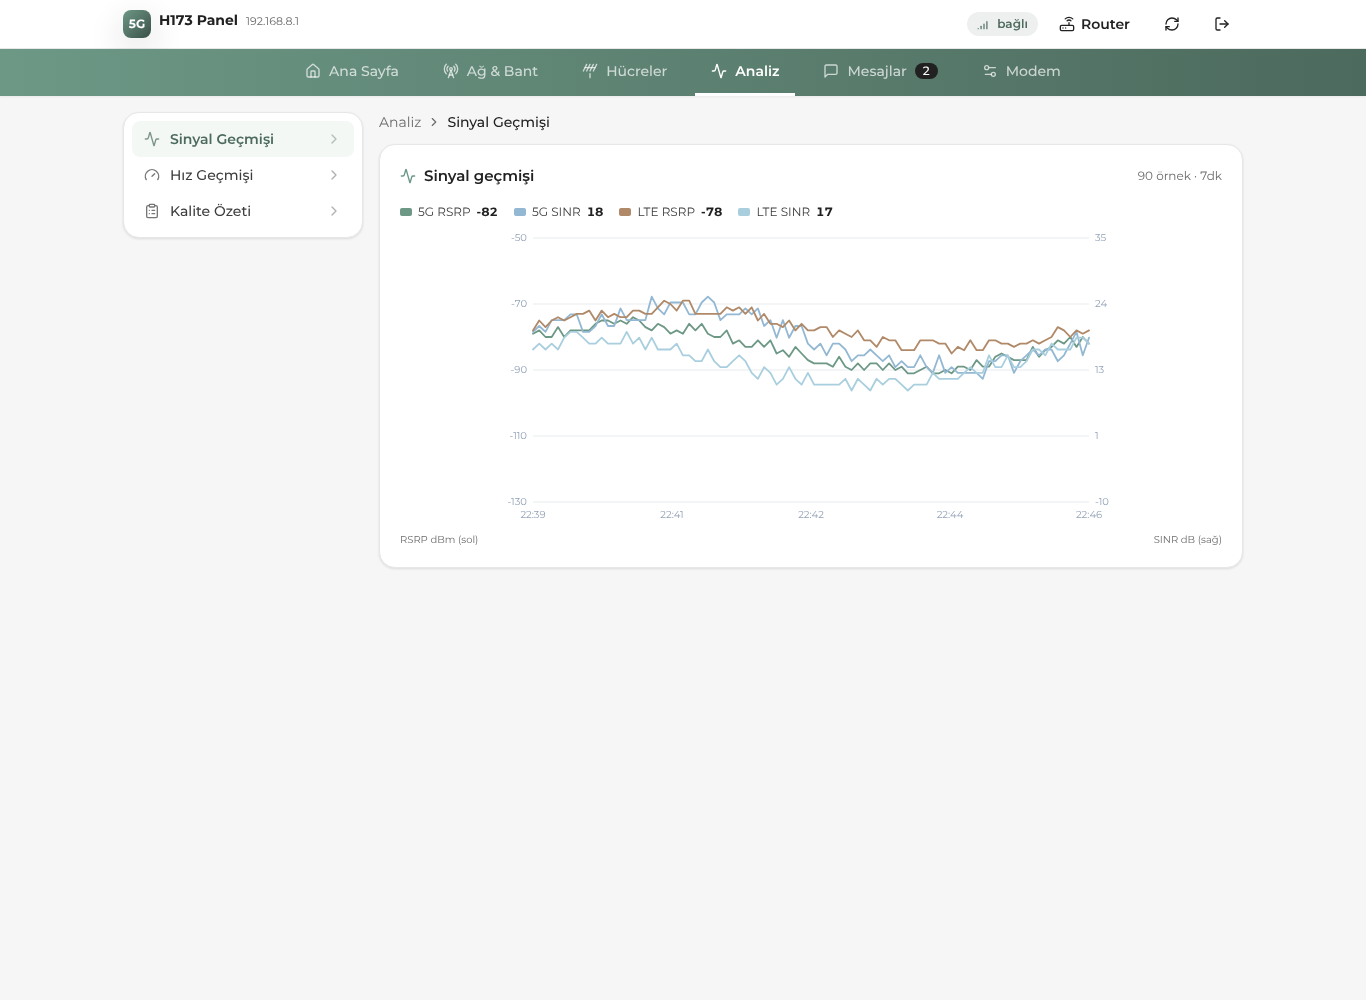 5G H173 Panel 192.168.8.1 bağlı Router
Ana Sayfa Ağ & Bant Hücreler Analiz Mesajlar 2 Modem
Sinyal Geçmişi
Hız Geçmişi
Kalite Özeti
Analiz > Sinyal Geçmişi
Sinyal geçmişi 90 örnek · 7dk
5G RSRP -82 5G SINR 18 LTE RSRP -78 LTE SINR 17
-50 35
-70 24
-90 13
-110 1
-130 -10
22:39 22:41 22:42 22:44 22:46
RSRP dBm (sol) SINR dB (sağ)